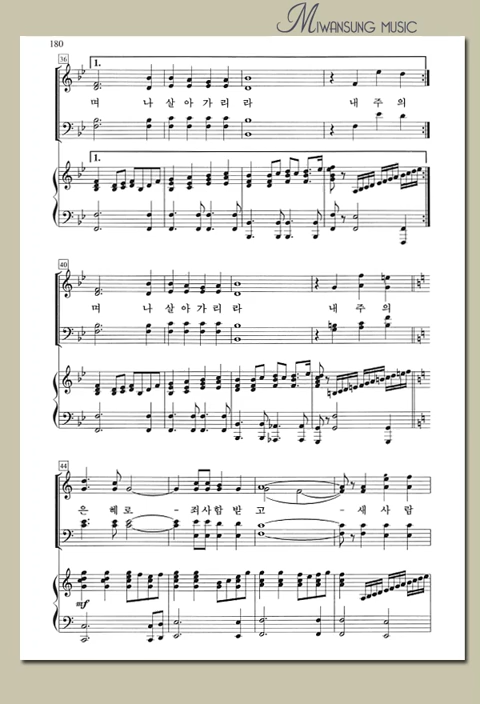 MIWANSUNG MUSIC
180
36
1.
며 나 살 아 가 리 라 내 주 의
1.
40
며 나 살 아 가 리 라 내 주 의
44
은 혜 로 - 죄 사 함 받 고 - 새 사 람
mf